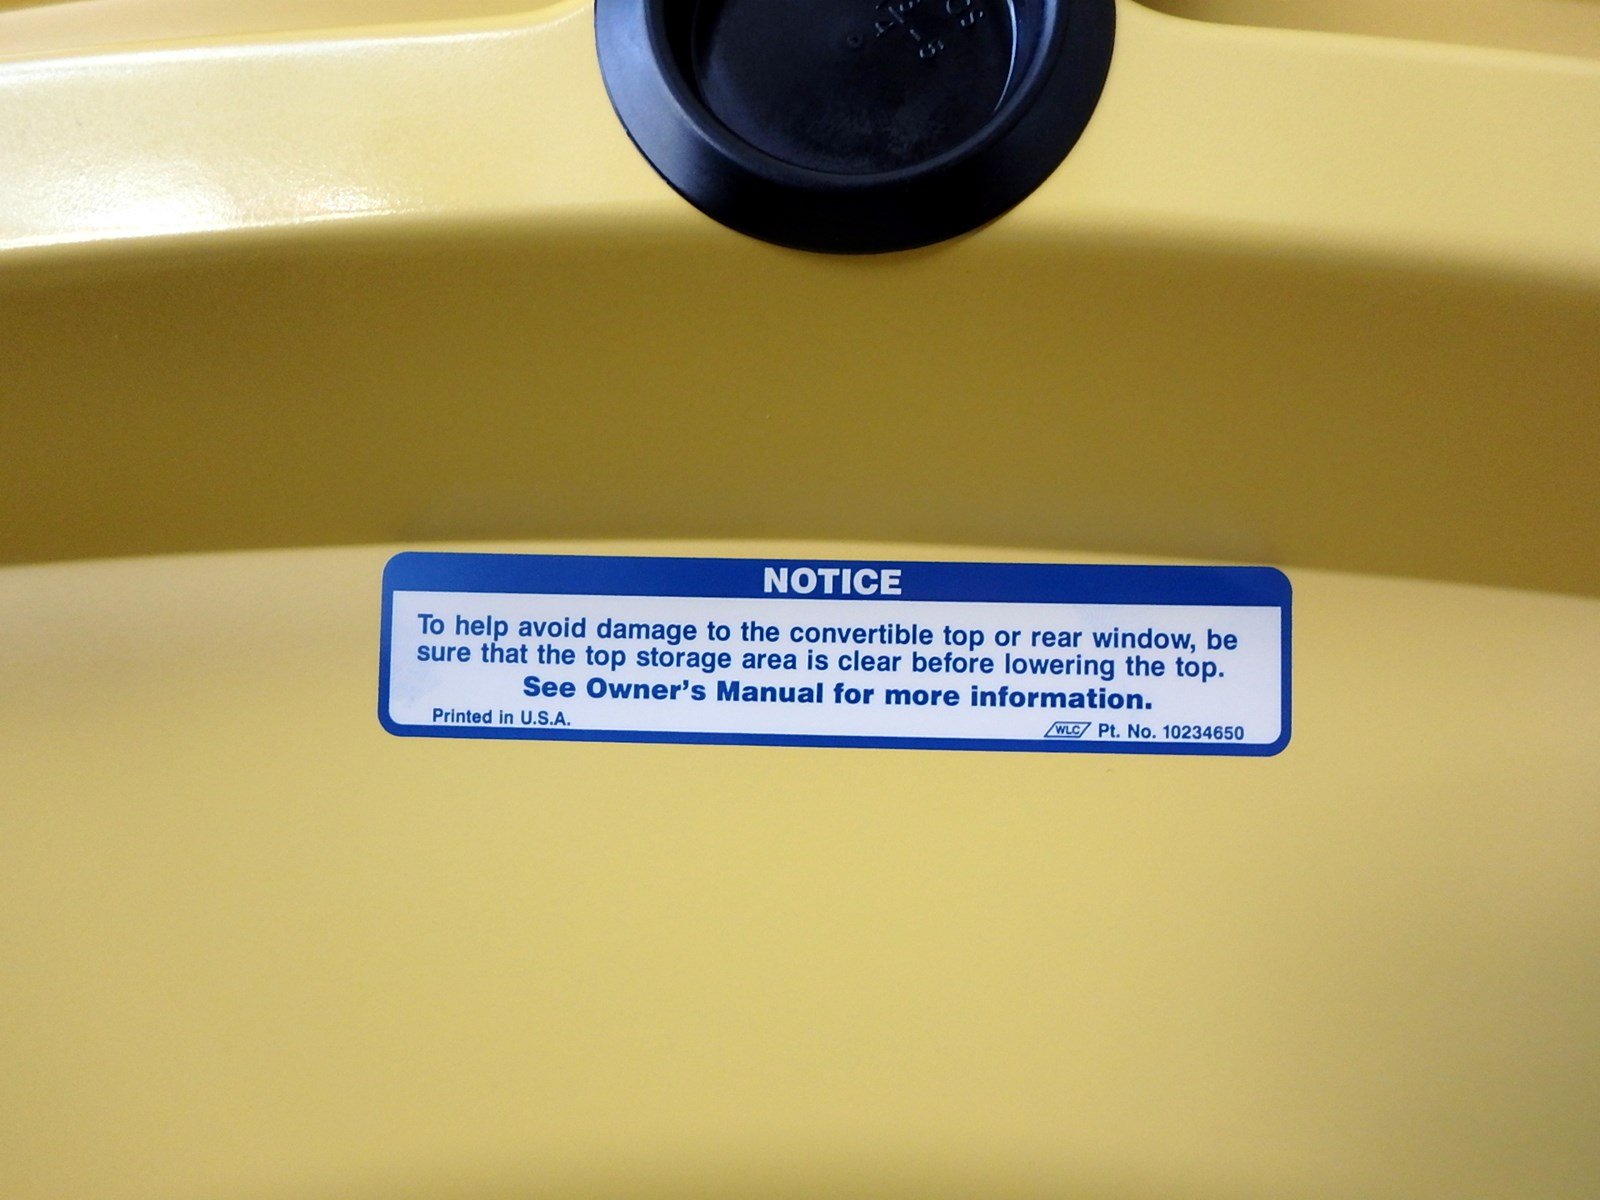 NOTICE
To help avoid damage to the convertible top or rear window, be
sure that the top storage area is clear before lowering the top.
See Owner's Manual for more information.
Printed in U.S.A.
WLC Pt. No. 10234650